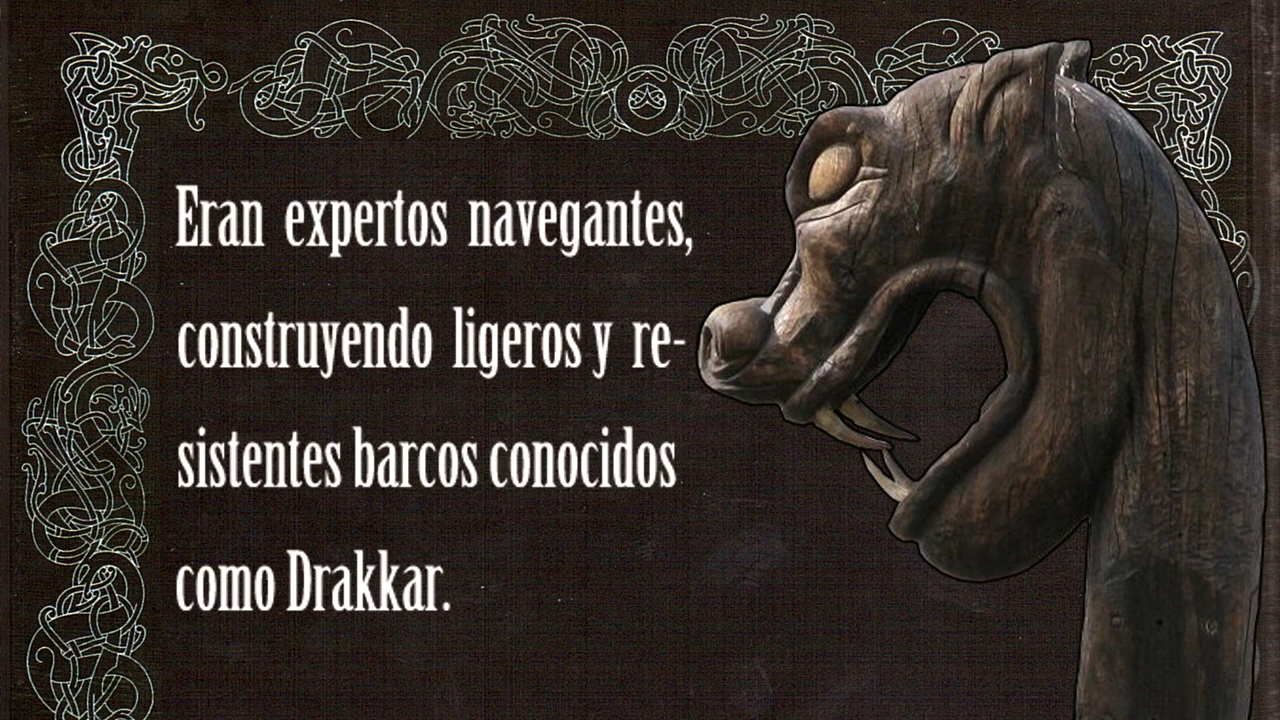 Eran expertos navegantes,
construyendo ligeros y re-
sistentes barcos conocidos
como Drakkar.